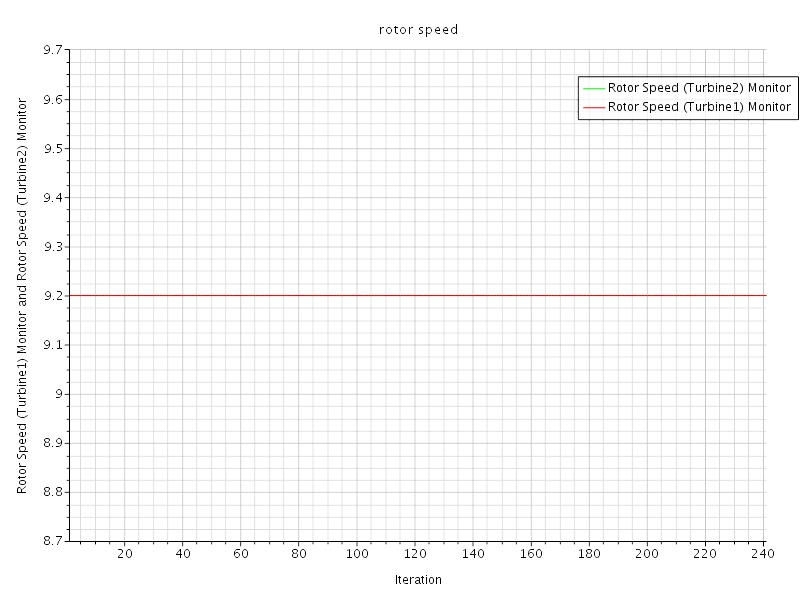 rotor speed
Rotor Speed (Turbine2) Monitor
Rotor Speed (Turbine1) Monitor
Rotor Speed (Turbine1) Monitor and Rotor Speed (Turbine2) Monitor
9.7
9.6
9.5
9.4
9.3
9.2
9.1
9
8.9
8.8
8.7
20 40 60 80 100 120 140 160 180 200 220 240
Iteration